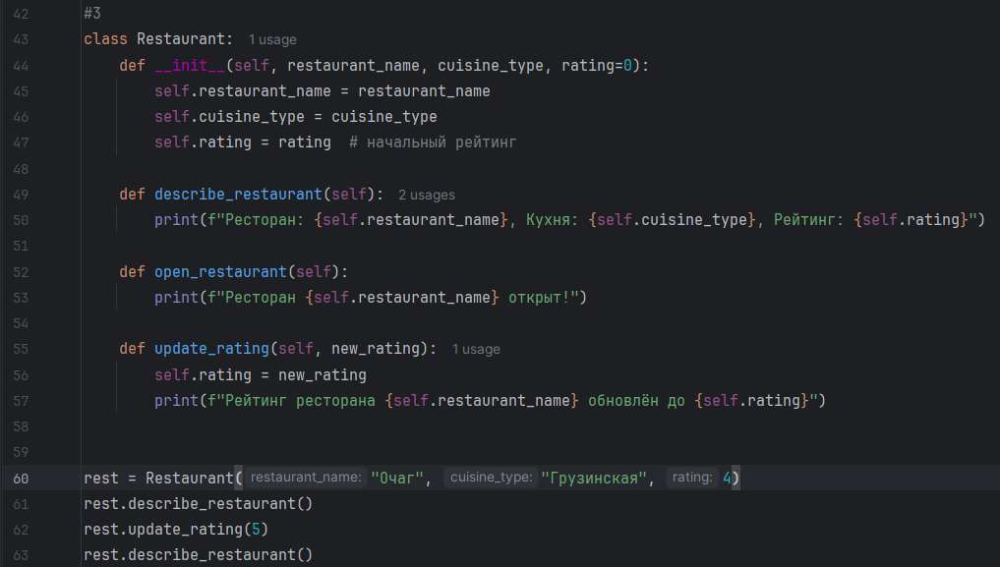 42 #3
43 class Restaurant: 1 usage
44     def __init__(self, restaurant_name, cuisine_type, rating=0):
45         self.restaurant_name = restaurant_name
46         self.cuisine_type = cuisine_type
47         self.rating = rating  # начальный рейтинг
48
49     def describe_restaurant(self): 2 usages
50         print(f"Ресторан: {self.restaurant_name}, Кухня: {self.cuisine_type}, Рейтинг: {self.rating}")
51
52     def open_restaurant(self):
53         print(f"Ресторан {self.restaurant_name} открыт!")
54
55     def update_rating(self, new_rating): 1 usage
56         self.rating = new_rating
57         print(f"Рейтинг ресторана {self.restaurant_name} обновлён до {self.rating}")
58
59
60 rest = Restaurant( restaurant_name: "Очаг", cuisine_type: "Грузинская", rating: 4)
61 rest.describe_restaurant()
62 rest.update_rating(5)
63 rest.describe_restaurant()